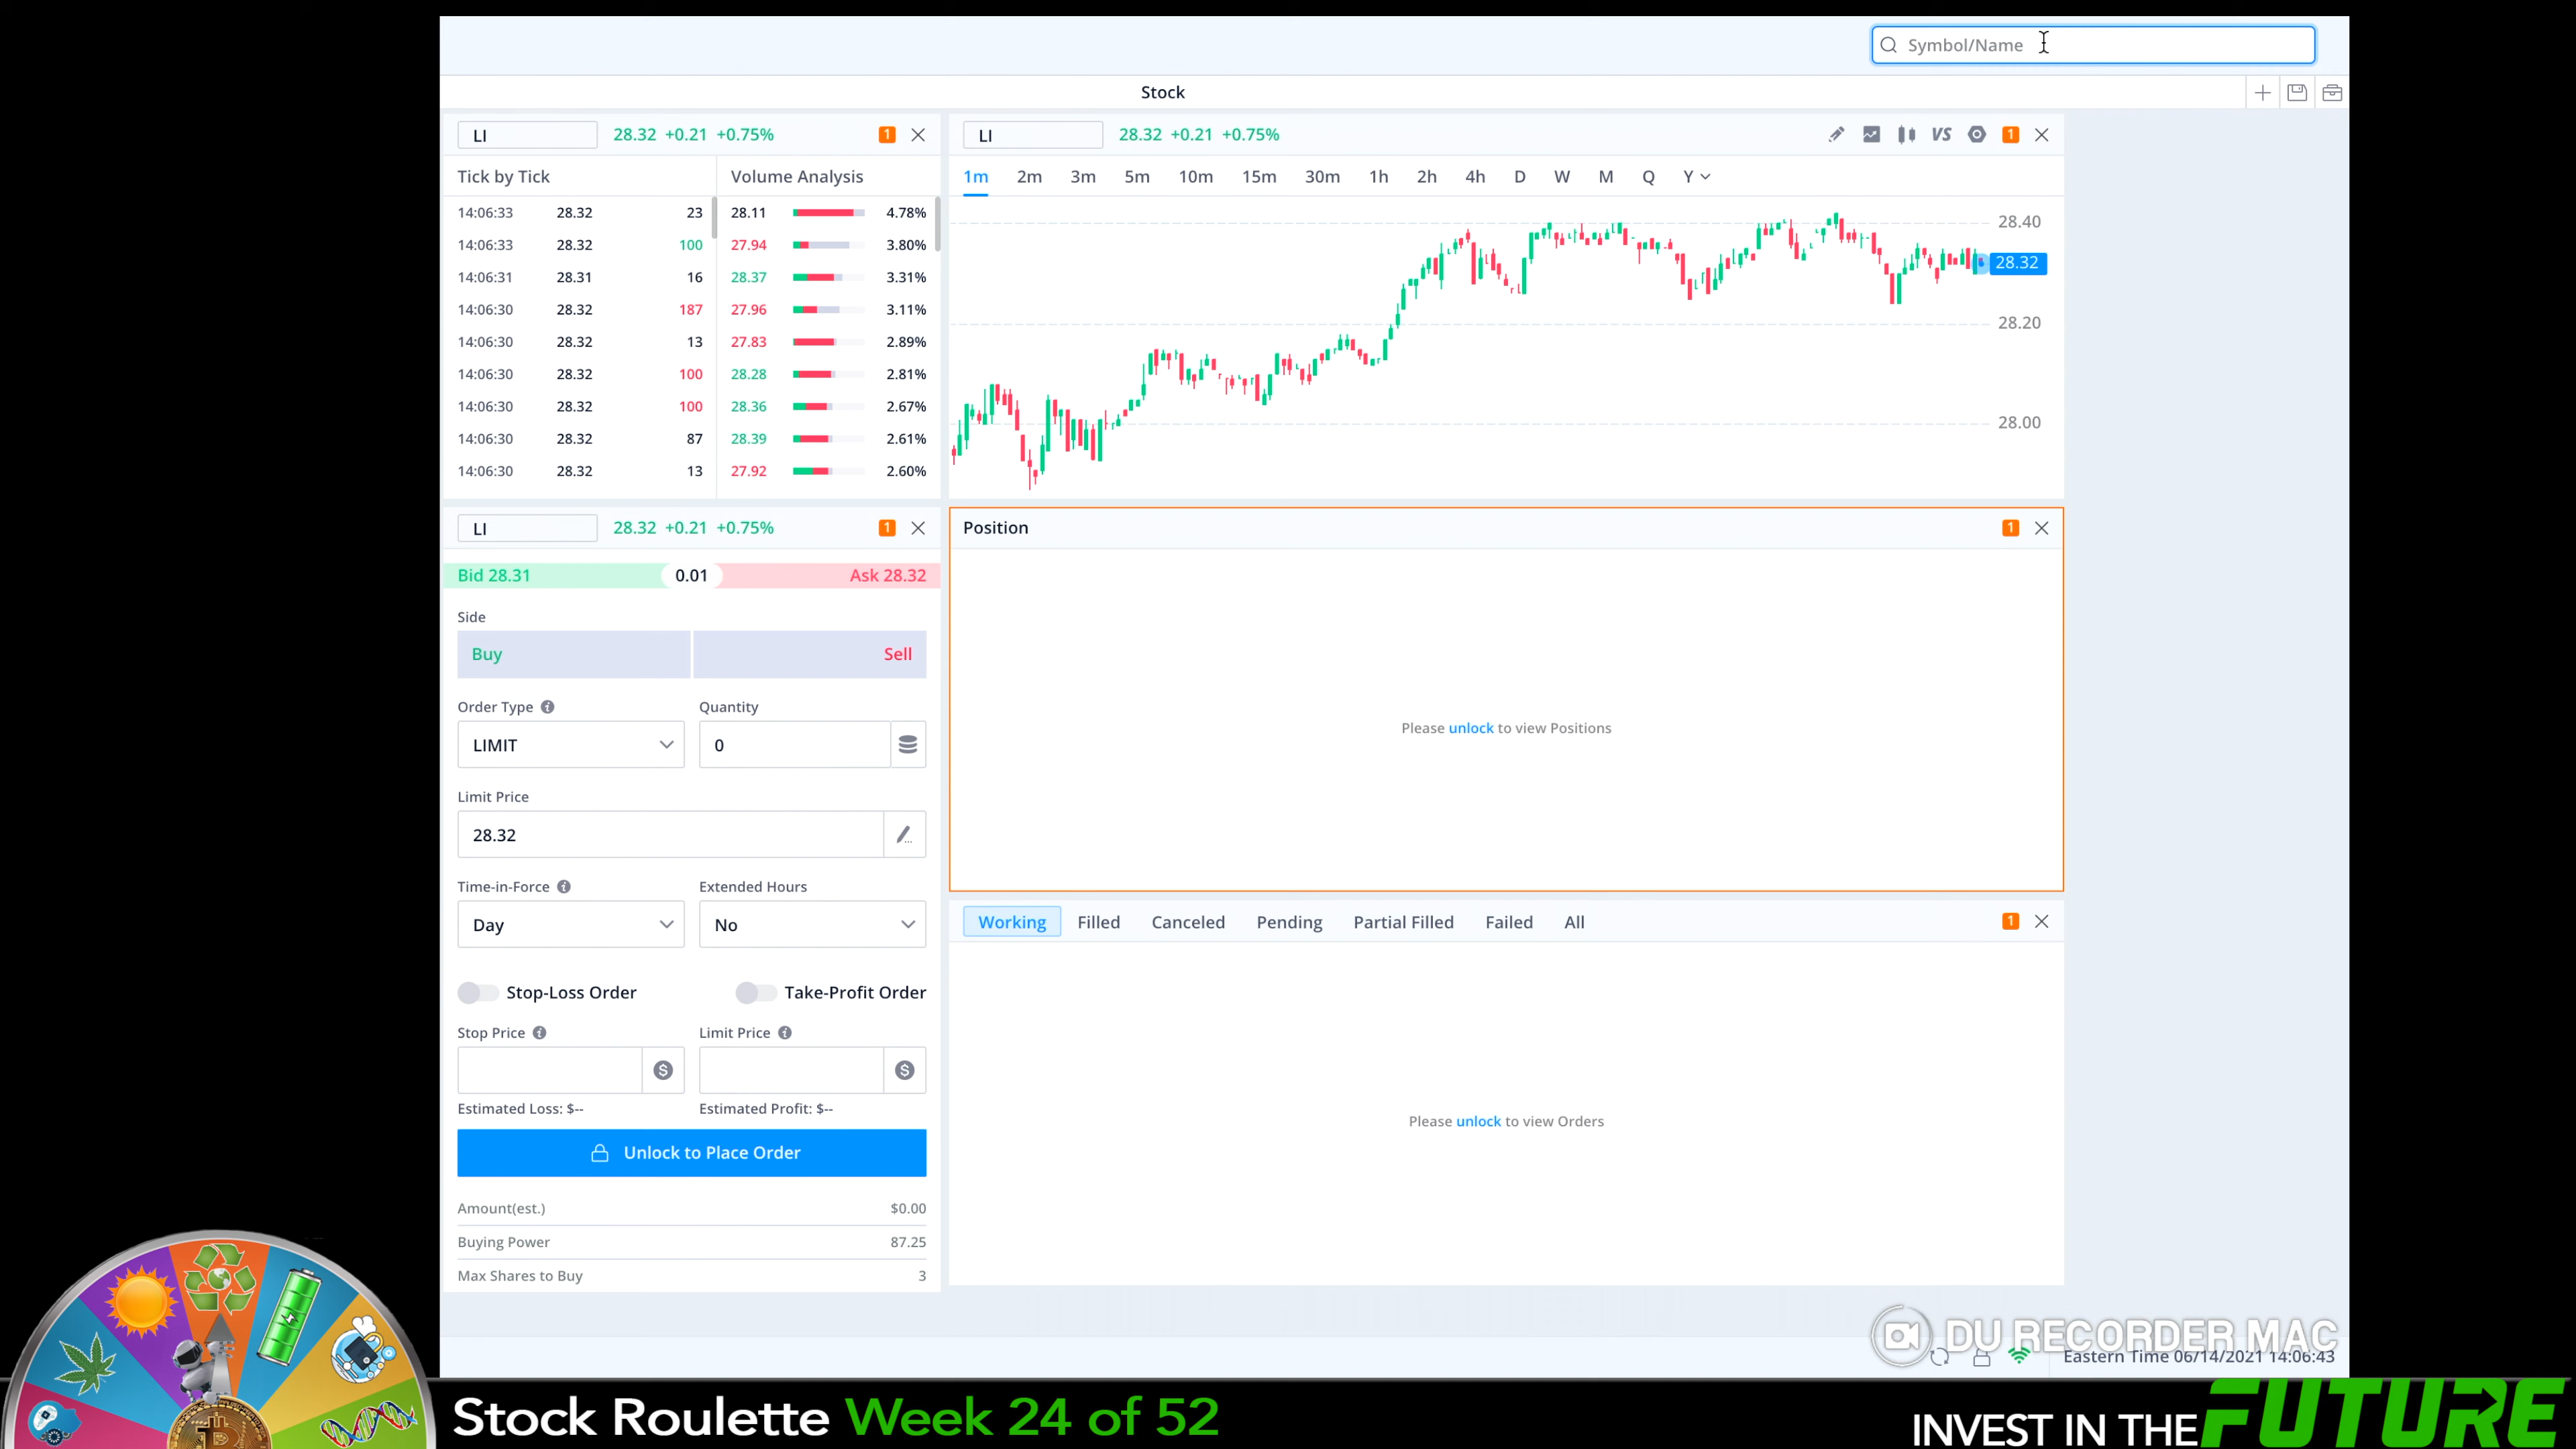 Symbol/Name
Stock
LI 28.32 +0.21 +0.75% 1
Tick by Tick Volume Analysis
14:06:33 28.32 23 28.11 4.78%
14:06:33 28.32 100 27.94 3.80%
14:06:31 28.31 16 28.37 3.31%
14:06:30 28.32 187 27.96 3.11%
14:06:30 28.32 13 27.83 2.89%
14:06:30 28.32 100 28.28 2.81%
14:06:30 28.32 100 28.36 2.67%
14:06:30 28.32 87 28.39 2.61%
14:06:30 28.32 13 27.92 2.60%
LI 28.32 +0.21 +0.75% VS 1
1m 2m 3m 5m 10m 15m 30m 1h 2h 4h D W M Q Y
28.40
28.32
28.20
28.00
LI 28.32 +0.21 +0.75% 1
Bid 28.31 0.01 Ask 28.32
Side
Buy Sell
Order Type Quantity
LIMIT 0
Limit Price
28.32
Time-in-Force Extended Hours
Day No
Stop-Loss Order Take-Profit Order
Stop Price Limit Price
Estimated Loss: $-- Estimated Profit: $--
Unlock to Place Order
Amount(est.) $0.00
Buying Power 87.25
Max Shares to Buy 3
Position 1
Please unlock to view Positions
Working Filled Canceled Pending Partial Filled Failed All 1
Please unlock to view Orders
DU RECORDER MAC
Eastern Time 06/14/2021 14:06:43
Stock Roulette Week 24 of 52
INVEST IN THE FUTURE